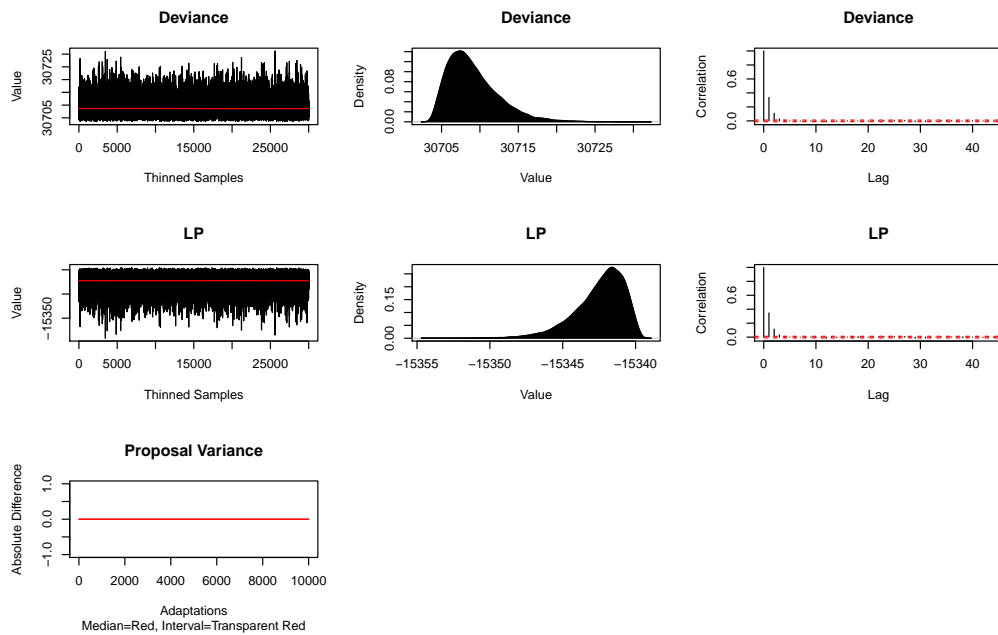 Deviance
Value
30705 30725
0 5000 15000 25000
Thinned Samples
Deviance
Density
0.00 0.08
30705 30715 30725
Value
Deviance
Correlation
0.0 0.6
0 10 20 30 40
Lag
LP
Value
−15350
0 5000 15000 25000
Thinned Samples
LP
Density
0.00 0.15
−15355 −15350 −15345 −15340
Value
LP
Correlation
0.0 0.6
0 10 20 30 40
Lag
Proposal Variance
Absolute Difference
−1.0 0.0 1.0
0 2000 4000 6000 8000 10000
Adaptations
Median=Red, Interval=Transparent Red